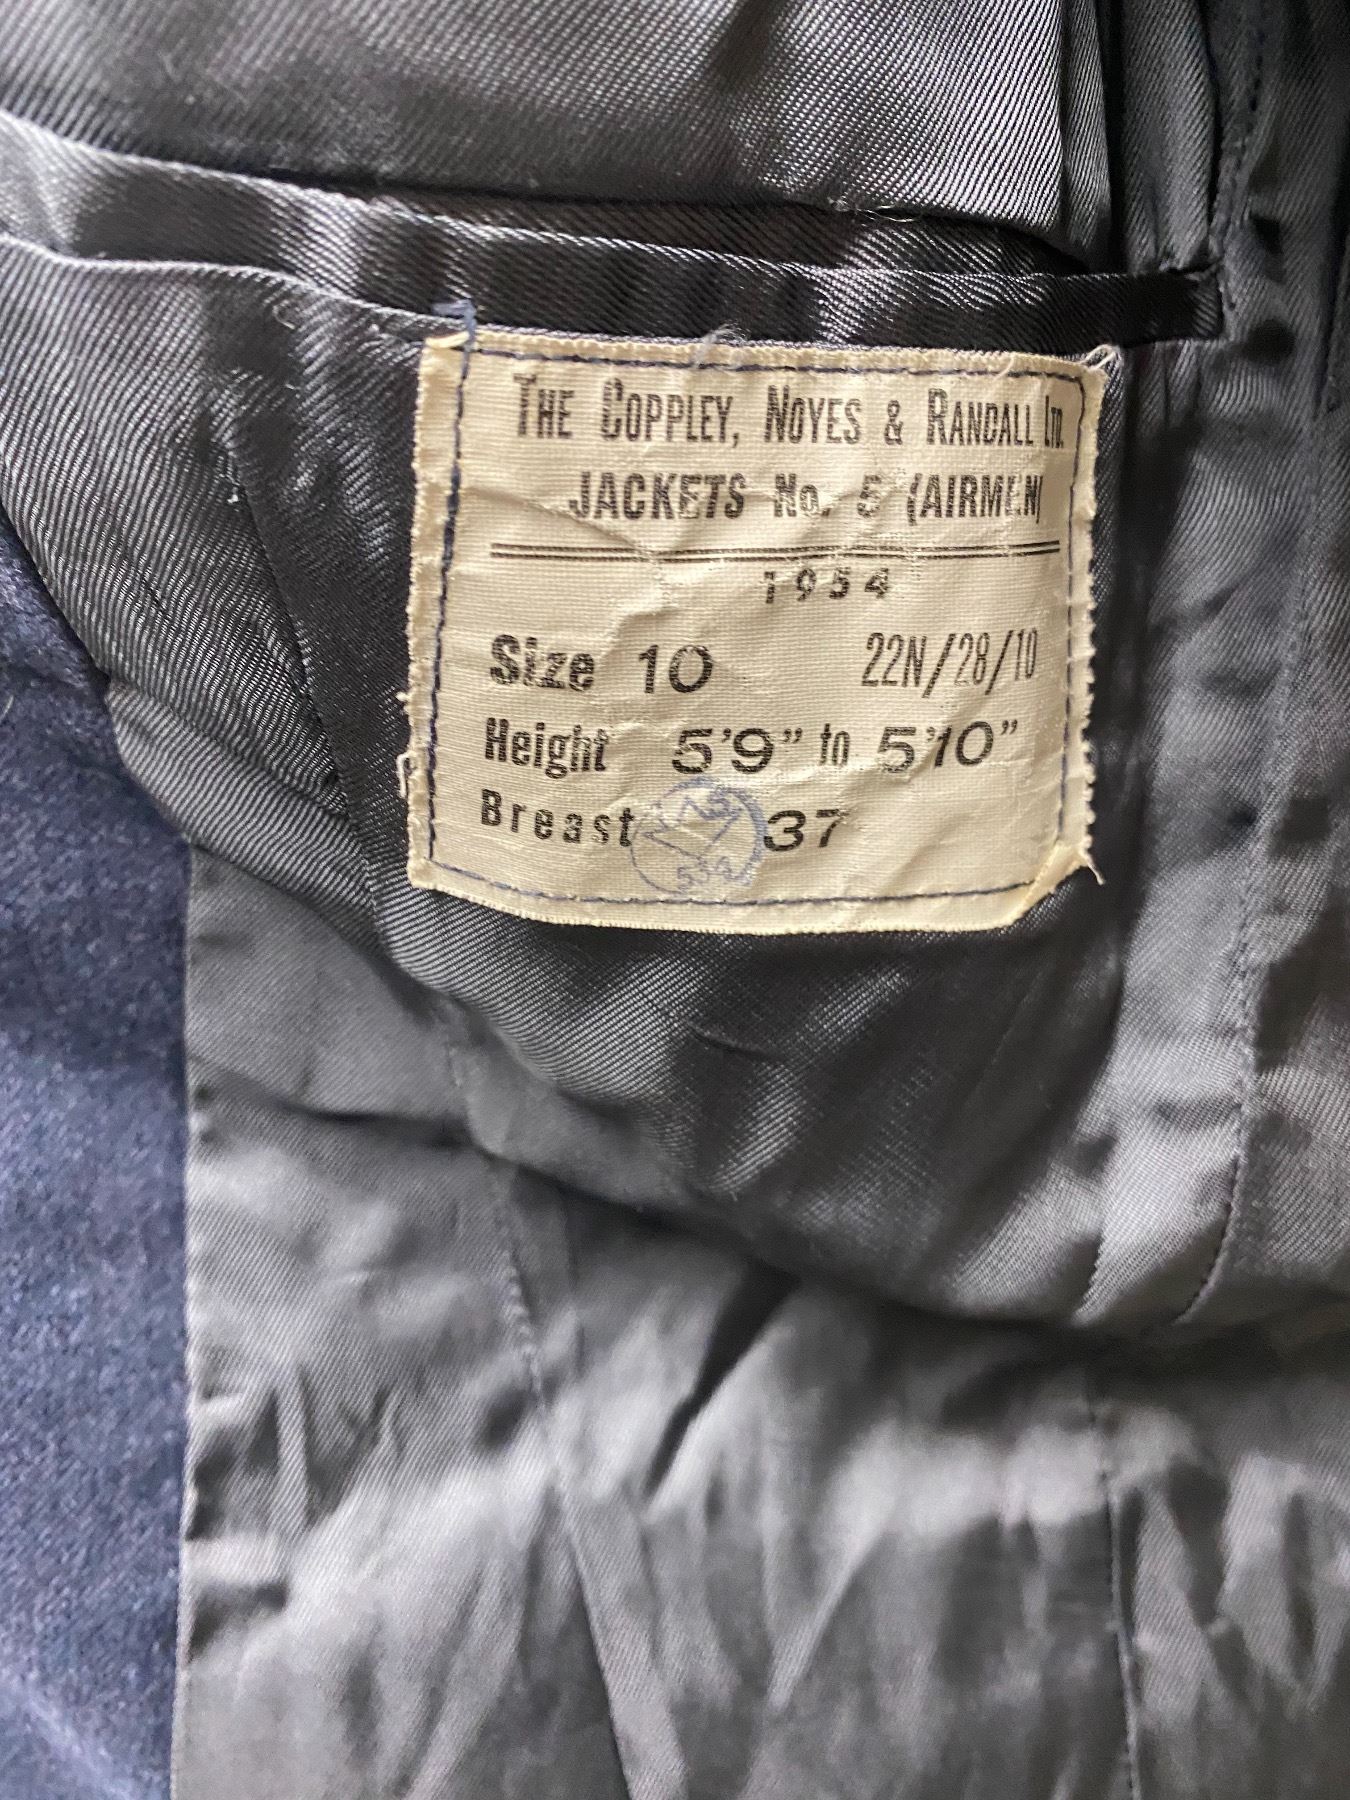 THE COPPLEY, NOYES & RANDALL LTD.
JACKETS No. 5 (AIRMEN)
1954
Size 10 22N/28/10
Height 5'9" to 5'10"
Breast 37